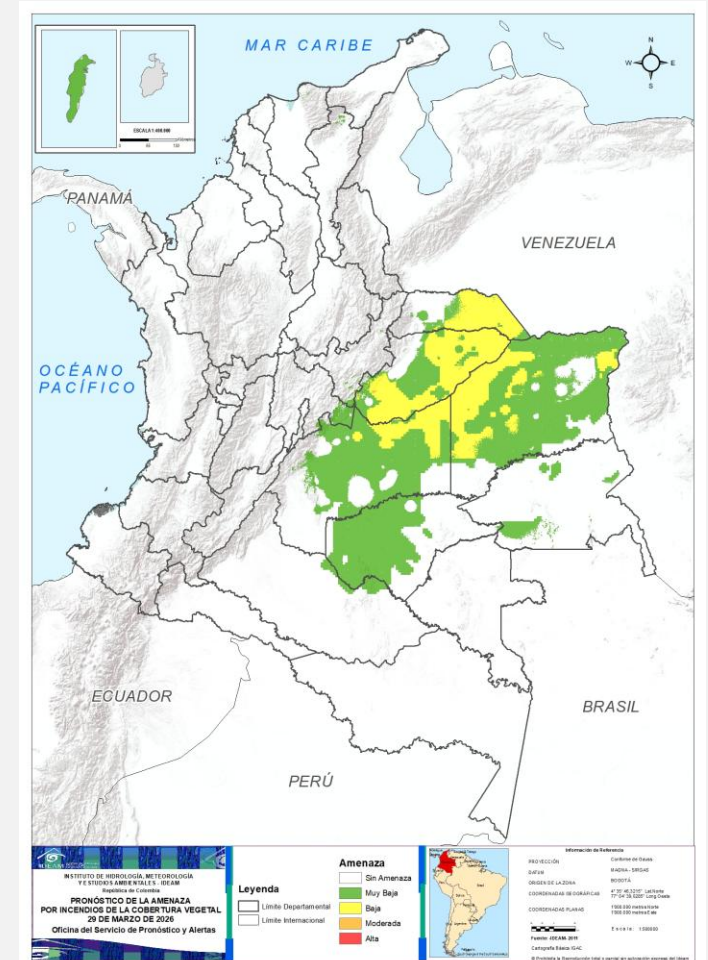 MAR CARIBE
N
W
E
S
ESCALA 1:400.000
PANAMÁ
VENEZUELA
OCÉANO
PACÍFICO
ECUADOR
BRASIL
PERÚ
INSTITUTO DE HIDROLOGÍA, METEOROLOGÍA
Y ESTUDIOS AMBIENTALES - IDEAM
República de Colombia
PRONÓSTICO DE LA AMENAZA
POR INCENDIOS DE LA COBERTURA VEGETAL
29 DE MARZO DE 2026
Oficina del Servicio de Pronóstico y Alertas
Leyenda
Límite Departamental
Límite Internacional
Amenaza
Sin Amenaza
Muy Baja
Baja
Moderada
Alta
Información de Referencia
PROYECCIÓN Conforme de Gauss
DATUM MAGNA - SIRGAS
ORIGEN DE LA ZONA BOGOTÁ
COORDENADAS GEOGRÁFICAS
COORDENADAS PLANAS
Fuente: IDEAM. 2019
Cartografía Básica IGAC.